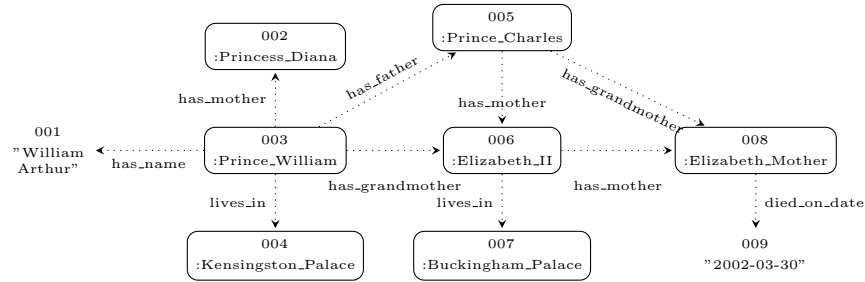 005
:Prince_Charles
002
:Princess_Diana
has_father
has_mother
has_mother
has_grandmother
001
"William
Arthur"
has_name
003
:Prince_William
has_grandmother
006
:Elizabeth_II
has_mother
008
:Elizabeth_Mother
lives_in
lives_in
died_on_date
004
:Kensingston_Palace
007
:Buckingham_Palace
009
"2002-03-30"